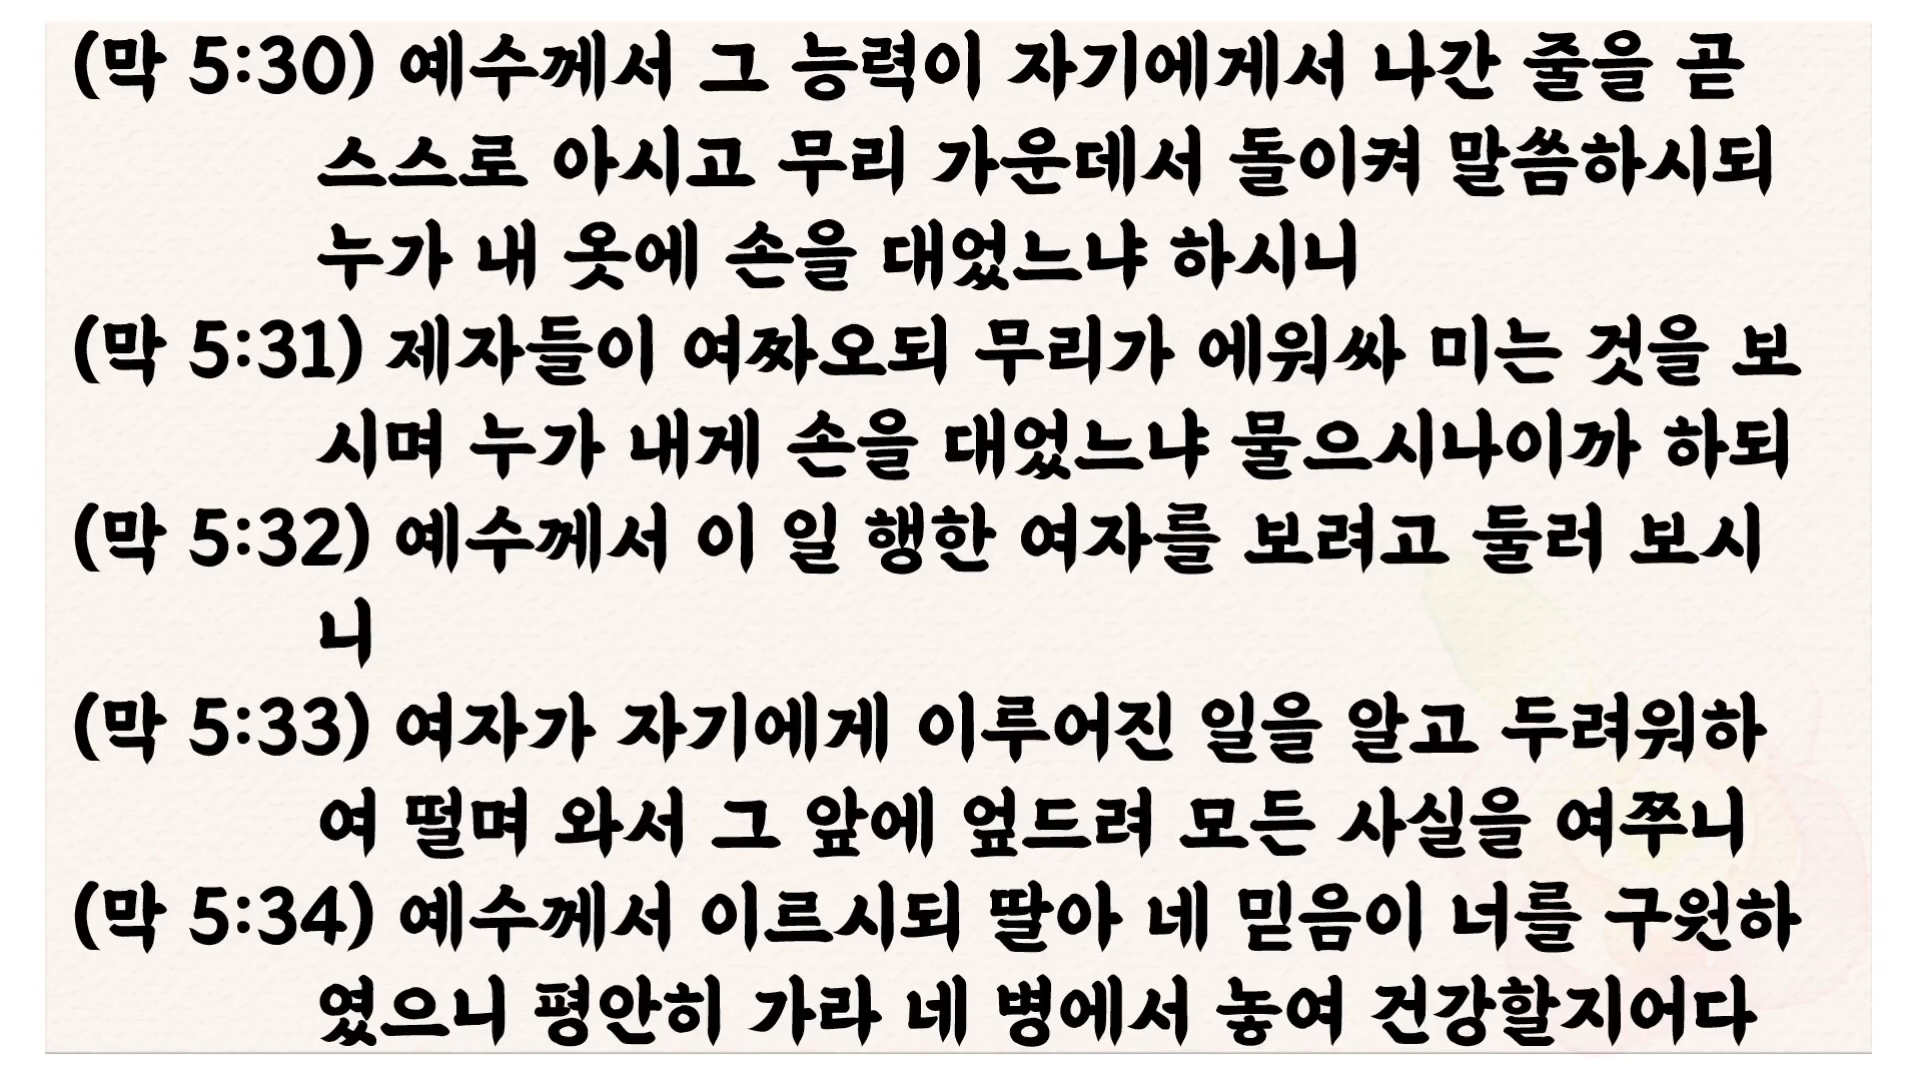 (막 5:30) 예수께서 그 능력이 자기에게서 나간 줄을 곧
스스로 아시고 무리 가운데서 돌이켜 말씀하시되
누가 내 옷에 손을 대었느냐 하시니
(막 5:31) 제자들이 여짜오되 무리가 에워싸 미는 것을 보
시며 누가 내게 손을 대었느냐 물으시나이까 하되
(막 5:32) 예수께서 이 일 행한 여자를 보려고 둘러 보시
니
(막 5:33) 여자가 자기에게 이루어진 일을 알고 두려워하
여 떨며 와서 그 앞에 엎드려 모든 사실을 여쭈니
(막 5:34) 예수께서 이르시되 딸아 네 믿음이 너를 구원하
였으니 평안히 가라 네 병에서 놓여 건강할지어다